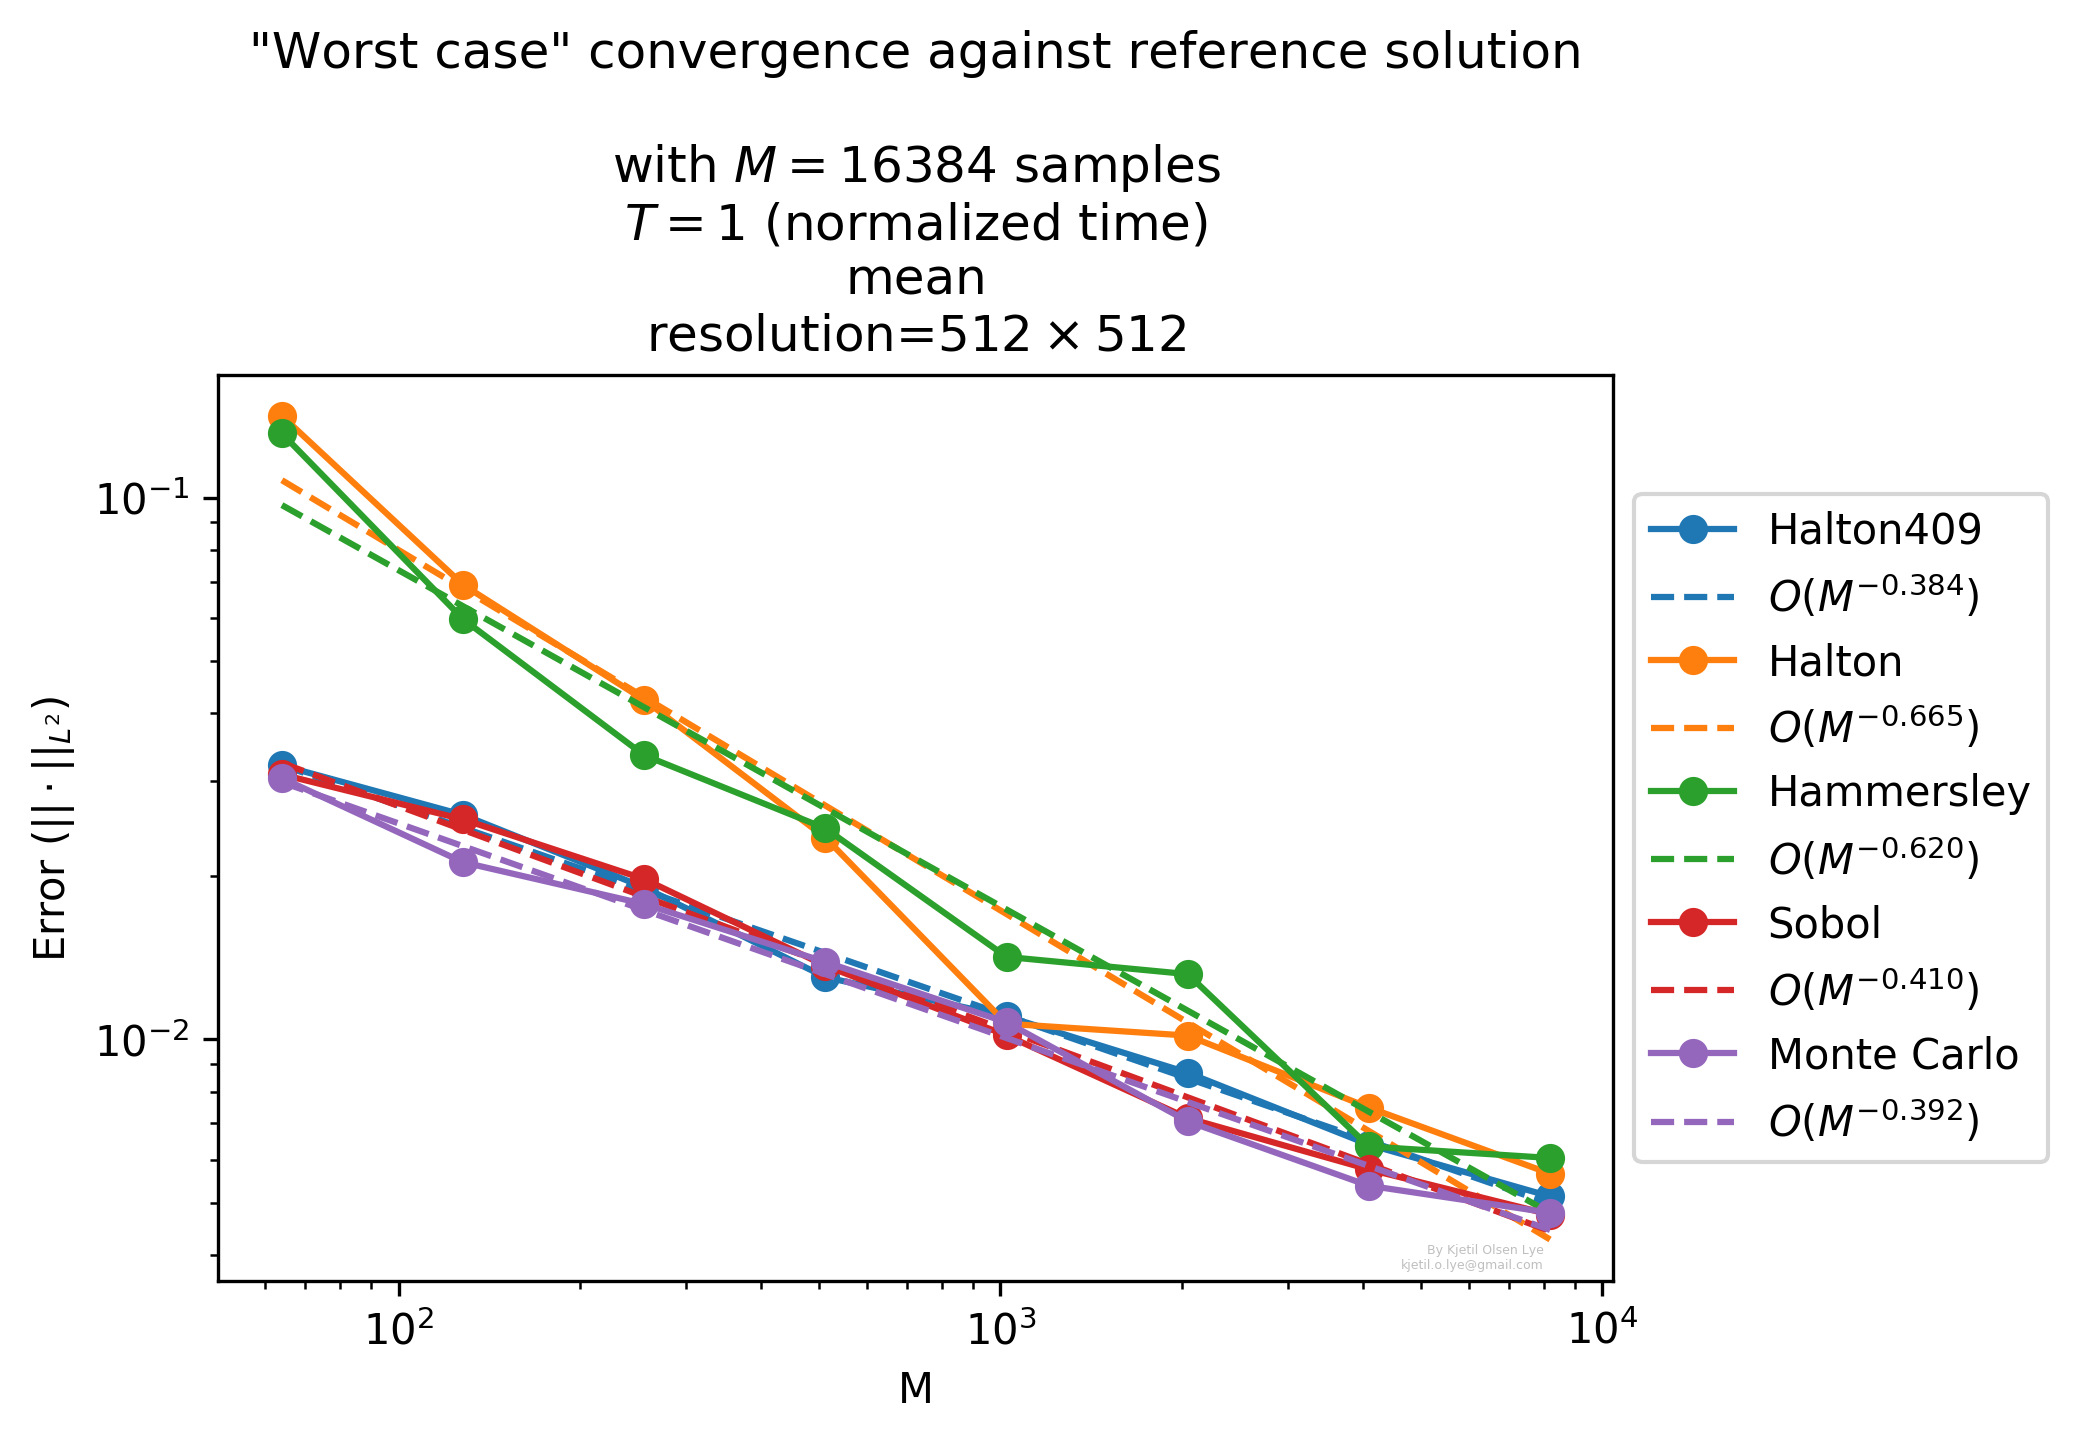 "Worst case" convergence against reference solution
with M = 16384 samples
T = 1 (normalized time)
mean
resolution=512 × 512
Error (|| · ||_{L^2})
10^{-1}
10^{-2}
10^2
10^3
10^4
M
Halton409
O(M^{-0.384})
Halton
O(M^{-0.665})
Hammersley
O(M^{-0.620})
Sobol
O(M^{-0.410})
Monte Carlo
O(M^{-0.392})
By Kjetil Olsen Lye
kjetil.o.lye@gmail.com